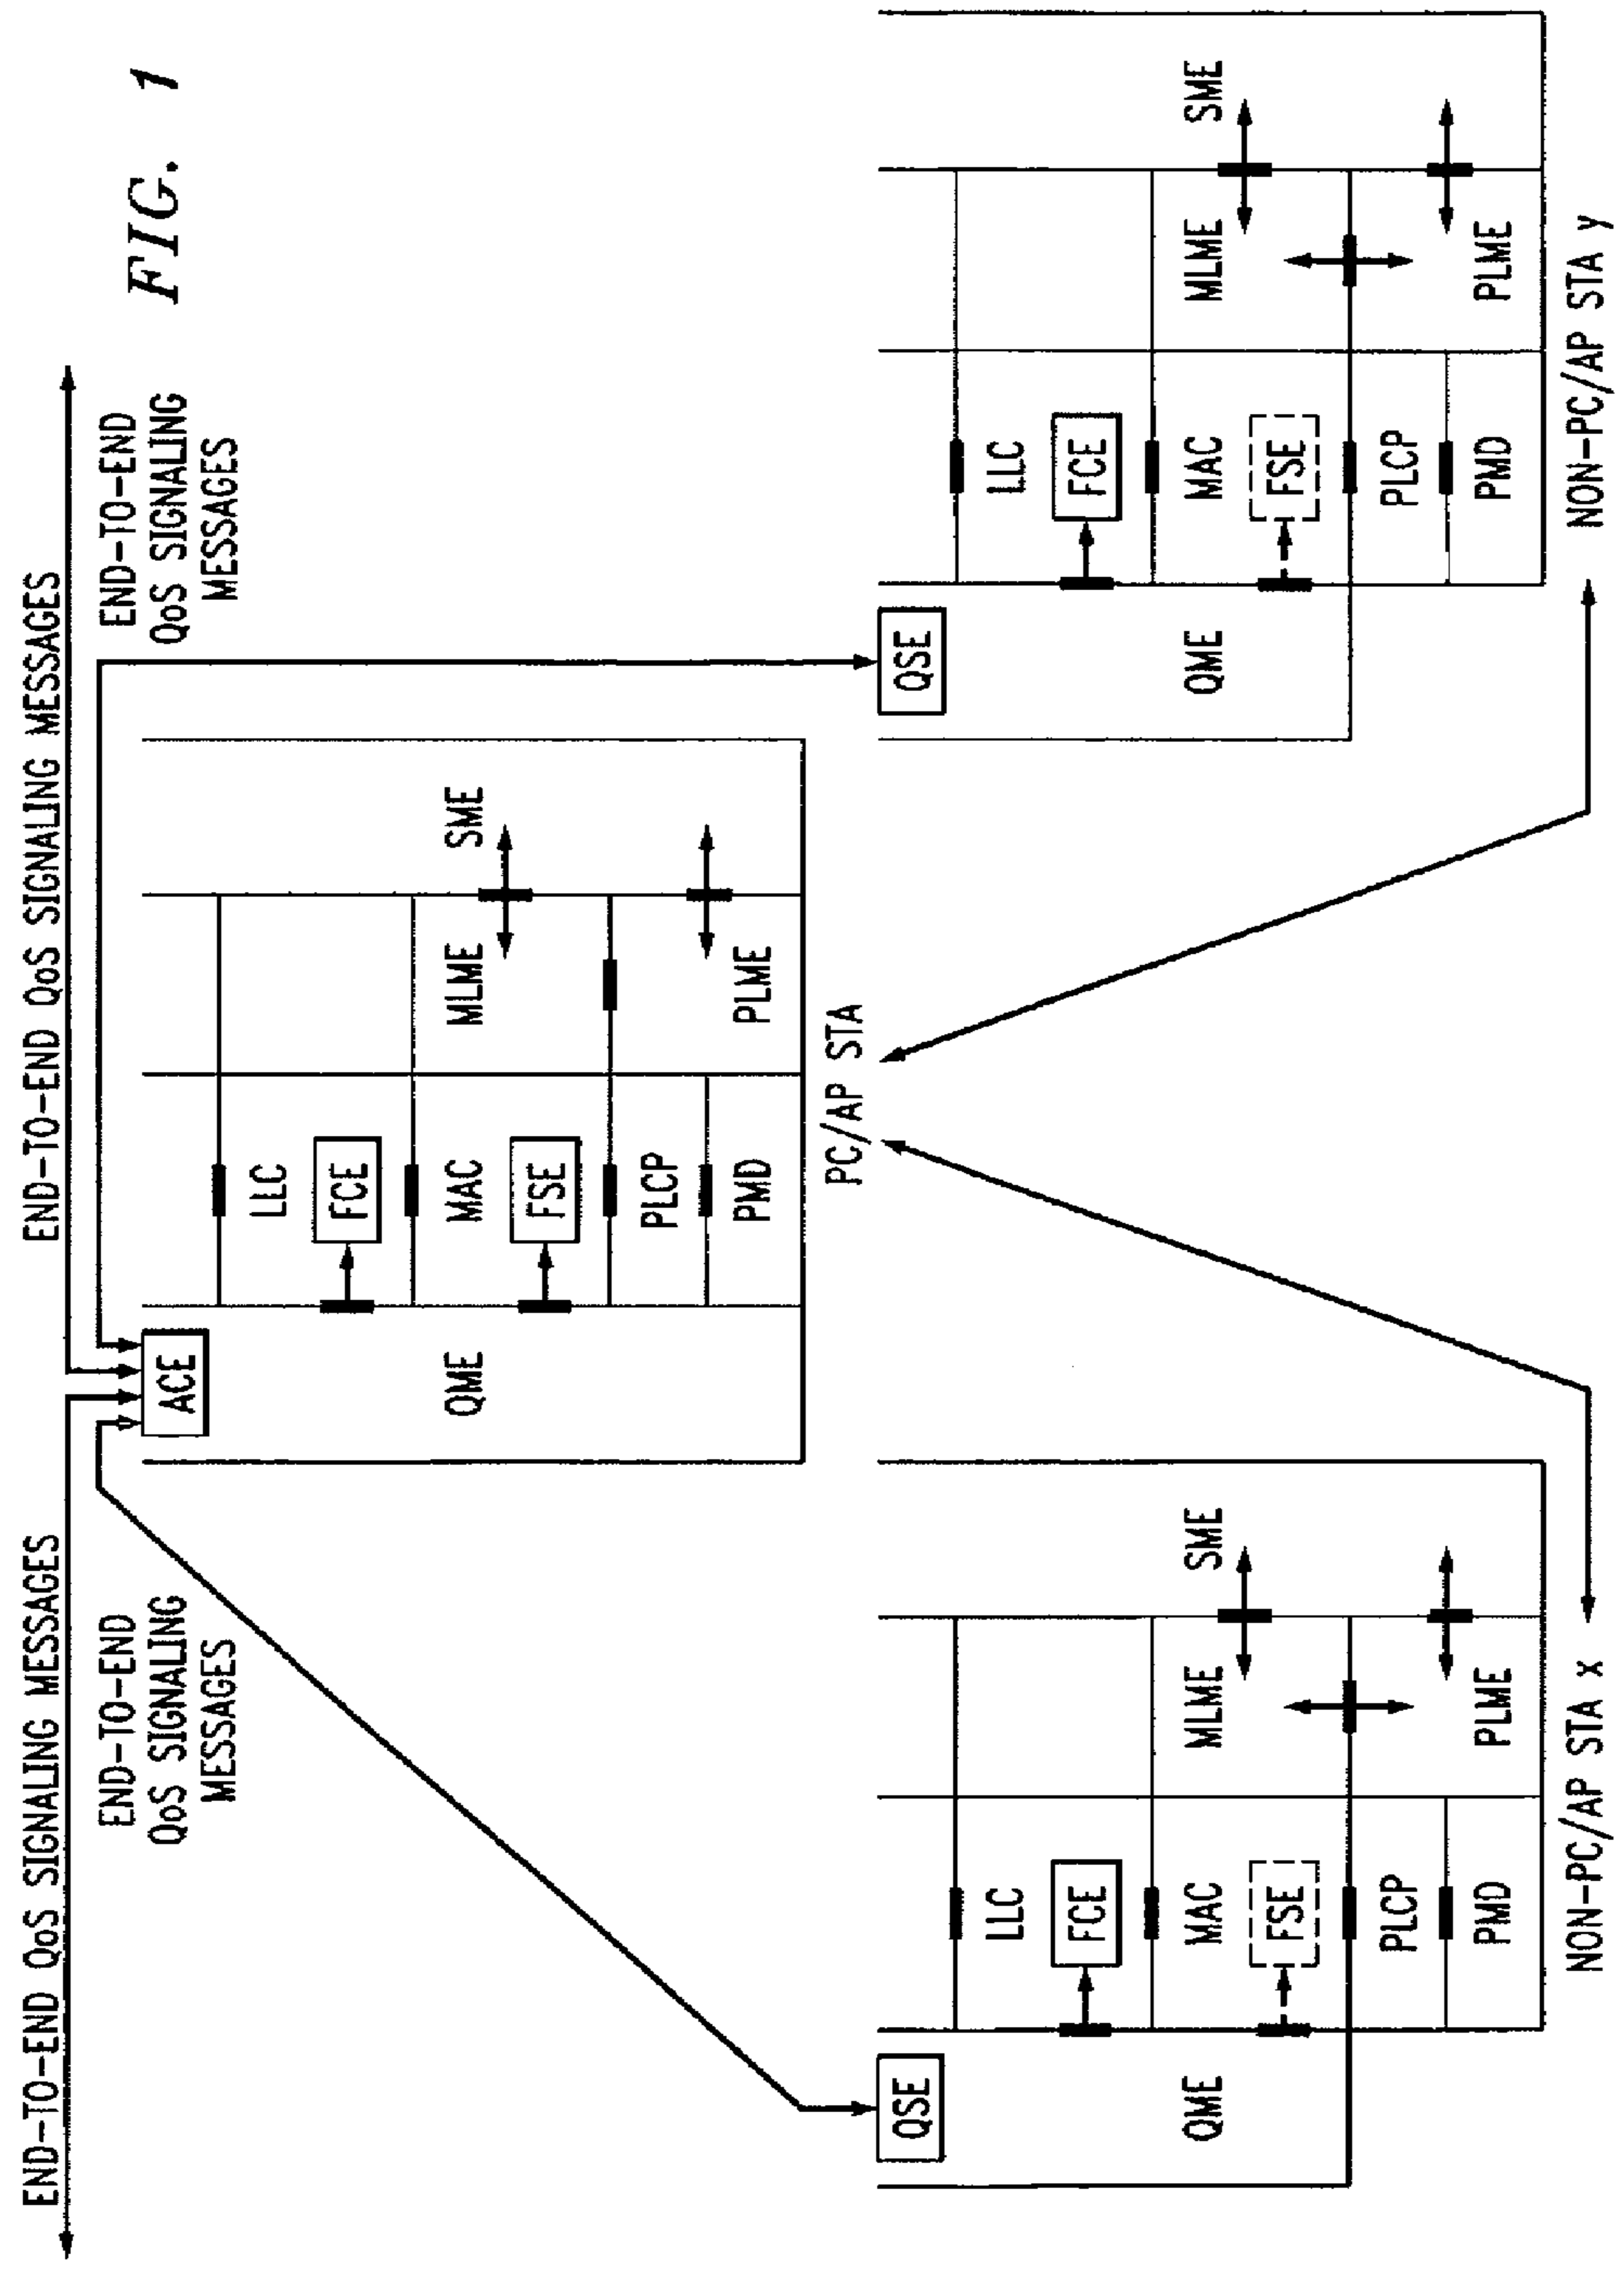 FIG. 1
END-TO-END QoS SIGNALING MESSAGES
END-TO-END QoS SIGNALING MESSAGES
END-TO-END
QoS SIGNALING
MESSAGES
END-TO-END
QoS SIGNALING
MESSAGES
ACE
LLC
FCE
QME
MAC
MLME
SME
FSE
PLCP
PMD
PLME
PC/AP STA
QSE
LLC
FCE
QME
MAC
MLME
SME
FSE
PLCP
PMD
PLME
NON-PC/AP STA x
QSE
LLC
FCE
QME
MAC
MLME
SME
FSE
PLCP
PMD
PLME
NON-PC/AP STA y